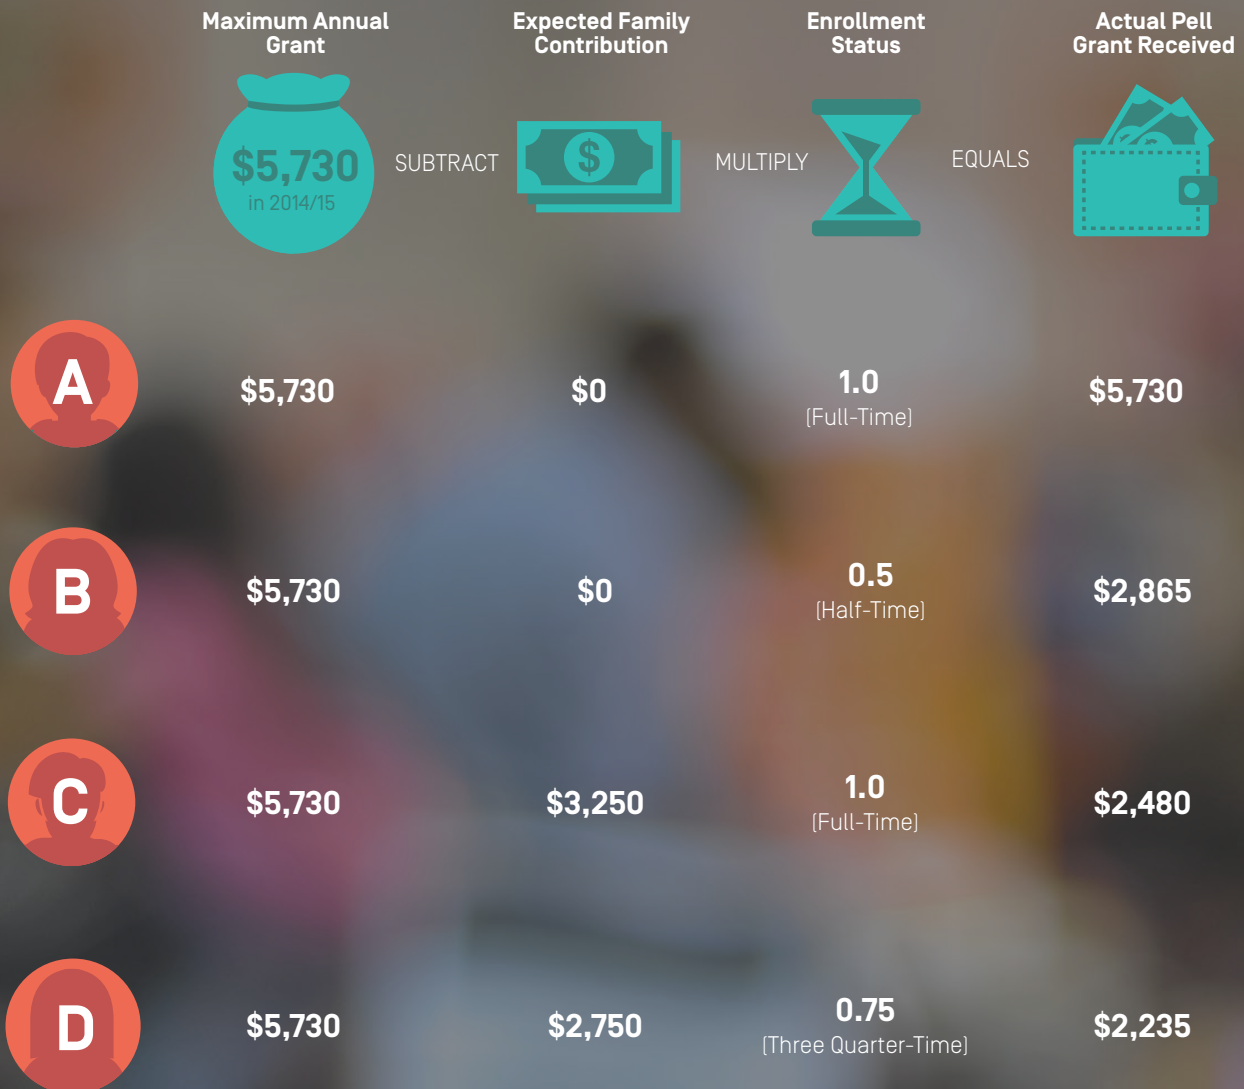 Maximum Annual
Grant
Expected Family
Contribution
Enrollment
Status
Actual Pell
Grant Received
$5,730
in 2014/15
SUBTRACT
$
MULTIPLY
EQUALS
A
$5,730
$0
1.0
(Full-Time)
$5,730
B
$5,730
$0
0.5
(Half-Time)
$2,865
C
$5,730
$3,250
1.0
(Full-Time)
$2,480
D
$5,730
$2,750
0.75
(Three Quarter-Time)
$2,235